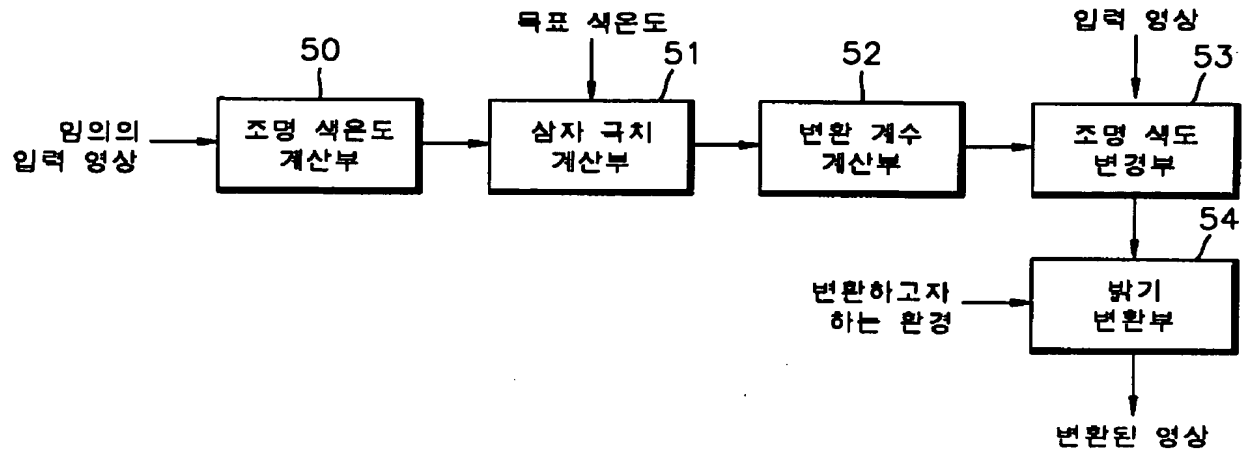 목표 색온도
입력 영상
50
51
52
53
임의의
입력 영상
조명 색온도
계산부
삼자 극치
계산부
변환 계수
계산부
조명 색도
변경부
54
변환하고자
하는 환경
밝기
변환부
변환된 영상